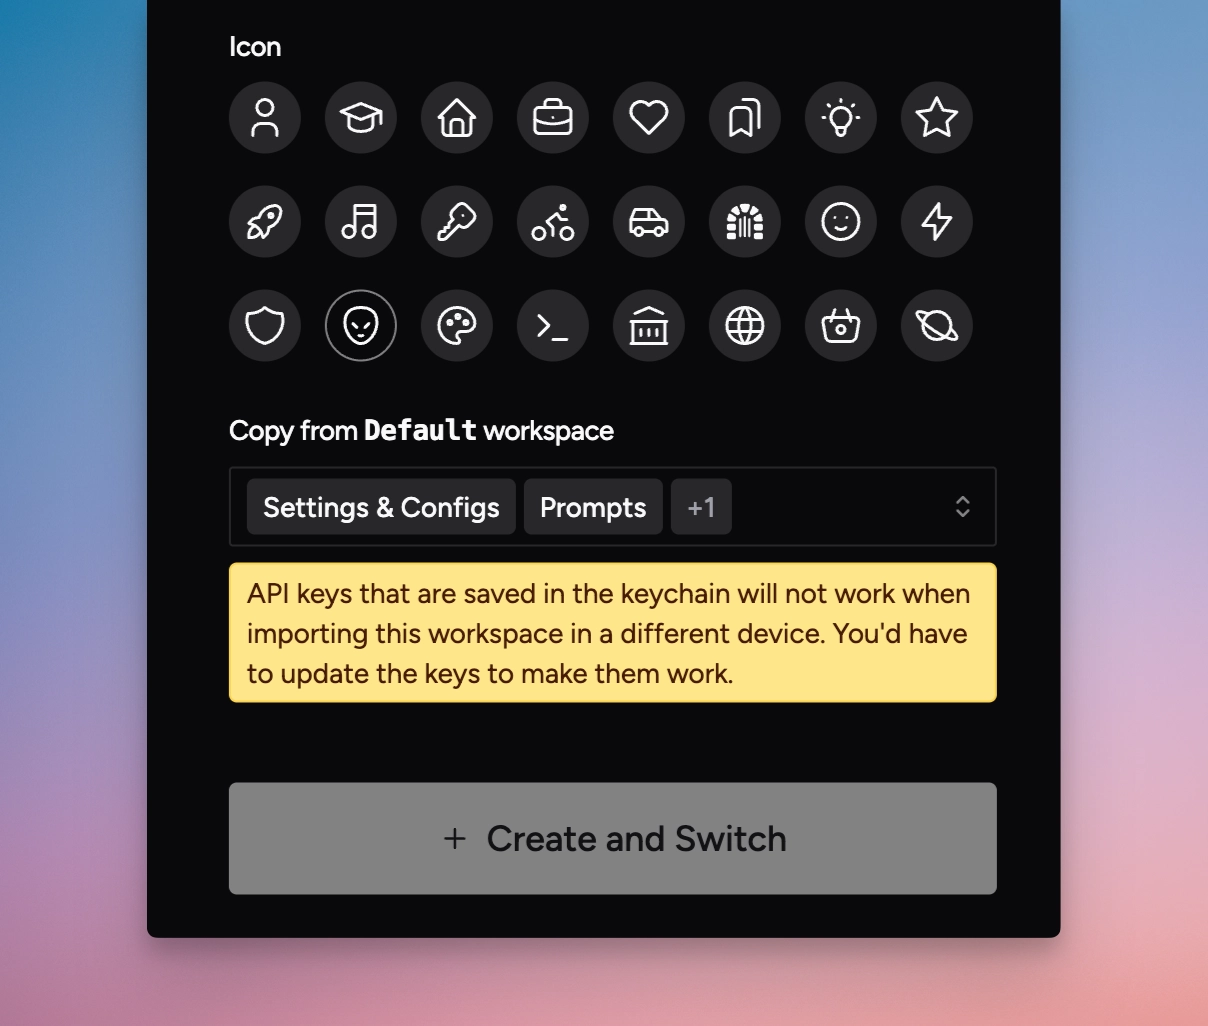 Icon
Copy from Default workspace
Settings & Configs Prompts +1
API keys that are saved in the keychain will not work when
importing this workspace in a different device. You'd have
to update the keys to make them work.
+ Create and Switch